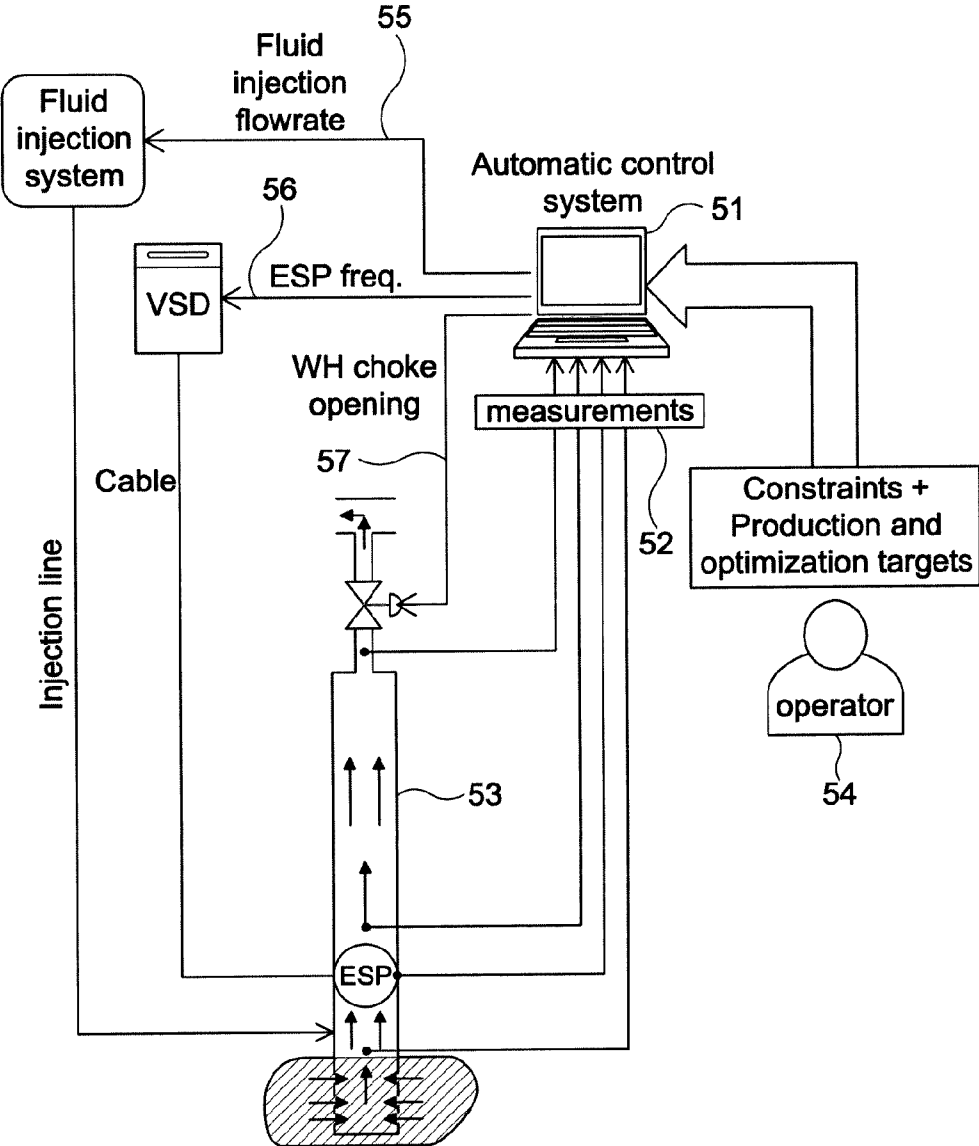 55
Fluid
injection
flowrate
Fluid
injection
system
Automatic control
system
51
56
ESP freq.
VSD
WH choke
opening
measurements
57
52
Cable
Constraints +
Production and
optimization targets
Injection line
operator
54
53
ESP